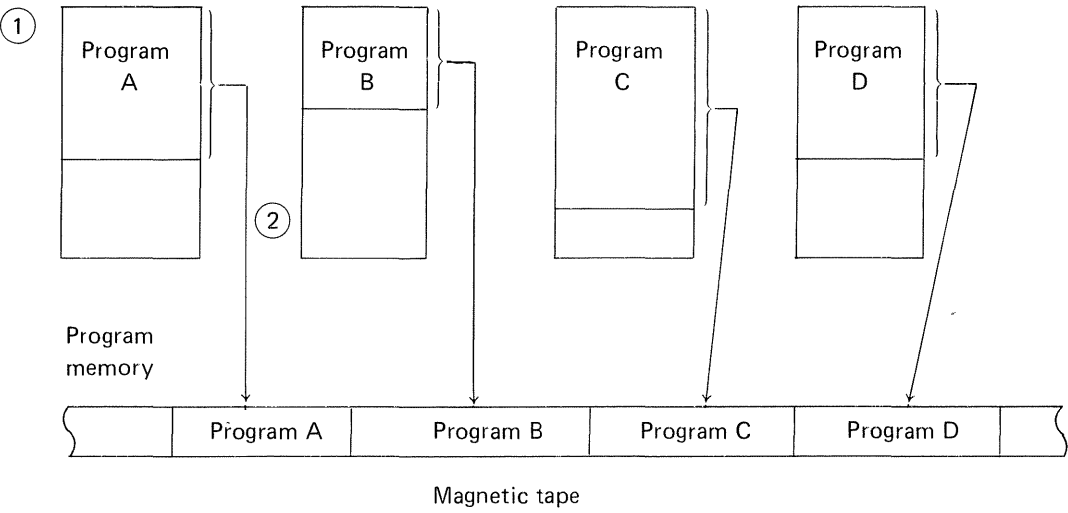 1
Program
A
Program
B
Program
C
Program
D
2
Program
memory
Program A
Program B
Program C
Program D
Magnetic tape